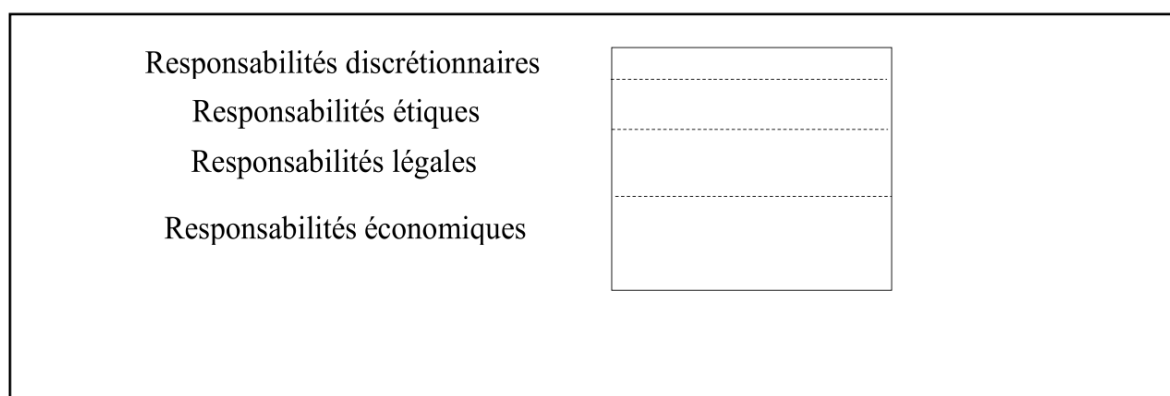 Responsabilités discrétionnaires
Responsabilités étiques
Responsabilités légales
Responsabilités économiques